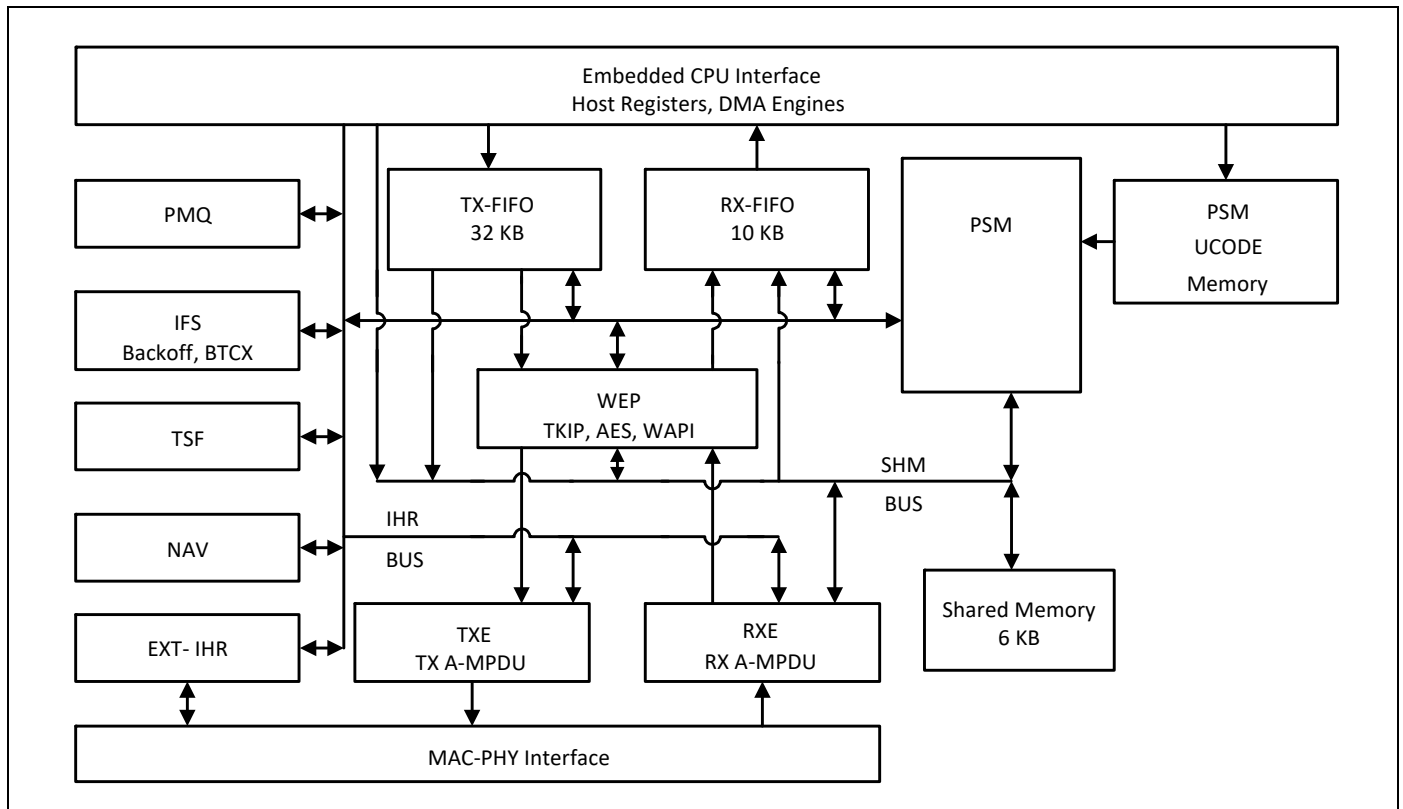 Embedded CPU Interface
Host Registers, DMA Engines
PMQ
TX-FIFO
32 KB
RX-FIFO
10 KB
PSM
PSM
UCODE
Memory
IFS
Backoff, BTCX
WEP
TKIP, AES, WAPI
TSF
SHM
BUS
IHR
BUS
NAV
EXT- IHR
TXE
TX A-MPDU
RXE
RX A-MPDU
Shared Memory
6 KB
MAC-PHY Interface